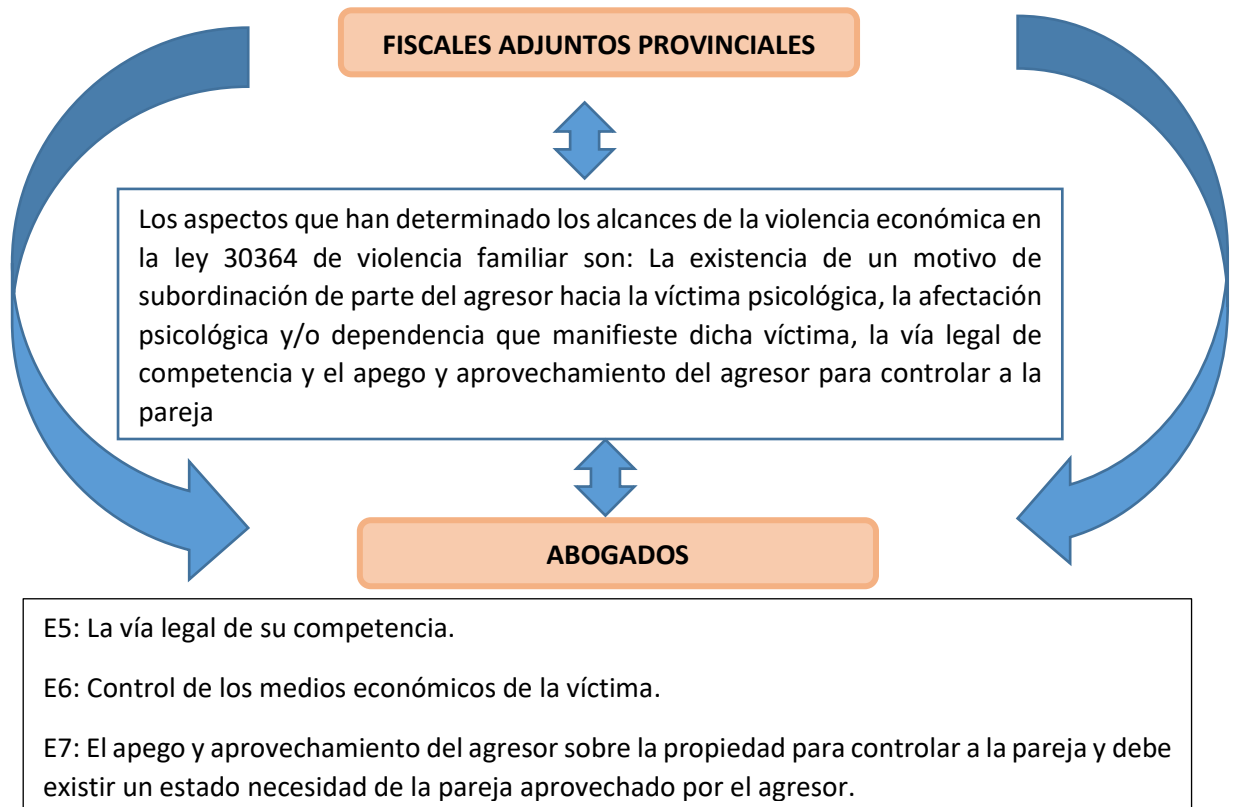 FISCALES ADJUNTOS PROVINCIALES
Los aspectos que han determinado los alcances de la violencia económica en
la ley 30364 de violencia familiar son: La existencia de un motivo de
subordinación de parte del agresor hacia la víctima psicológica, la afectación
psicológica y/o dependencia que manifieste dicha víctima, la vía legal de
competencia y el apego y aprovechamiento del agresor para controlar a la
pareja
ABOGADOS
E5: La vía legal de su competencia.
E6: Control de los medios económicos de la víctima.
E7: El apego y aprovechamiento del agresor sobre la propiedad para controlar a la pareja y debe
existir un estado necesidad de la pareja aprovechado por el agresor.